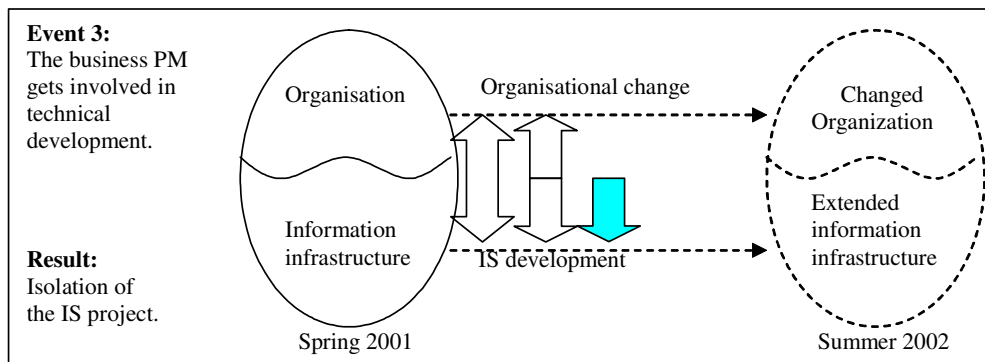 Event 3:
The business PM
gets involved in
technical
development.
Result:
Isolation of
the IS project.
Organisation
Information
infrastructure
Spring 2001
Organisational change
IS development
Changed
Organization
Extended
information
infrastructure
Summer 2002